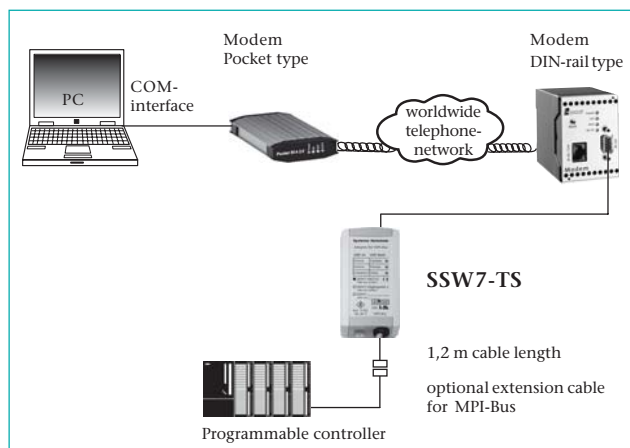 Modem
Pocket type
Modem
DIN-rail type
PC
COM-
interface
worldwide
telephone-
network
Modem
SSW7-TS
1,2 m cable length
optional extension cable
for MPI-Bus
Programmable controller